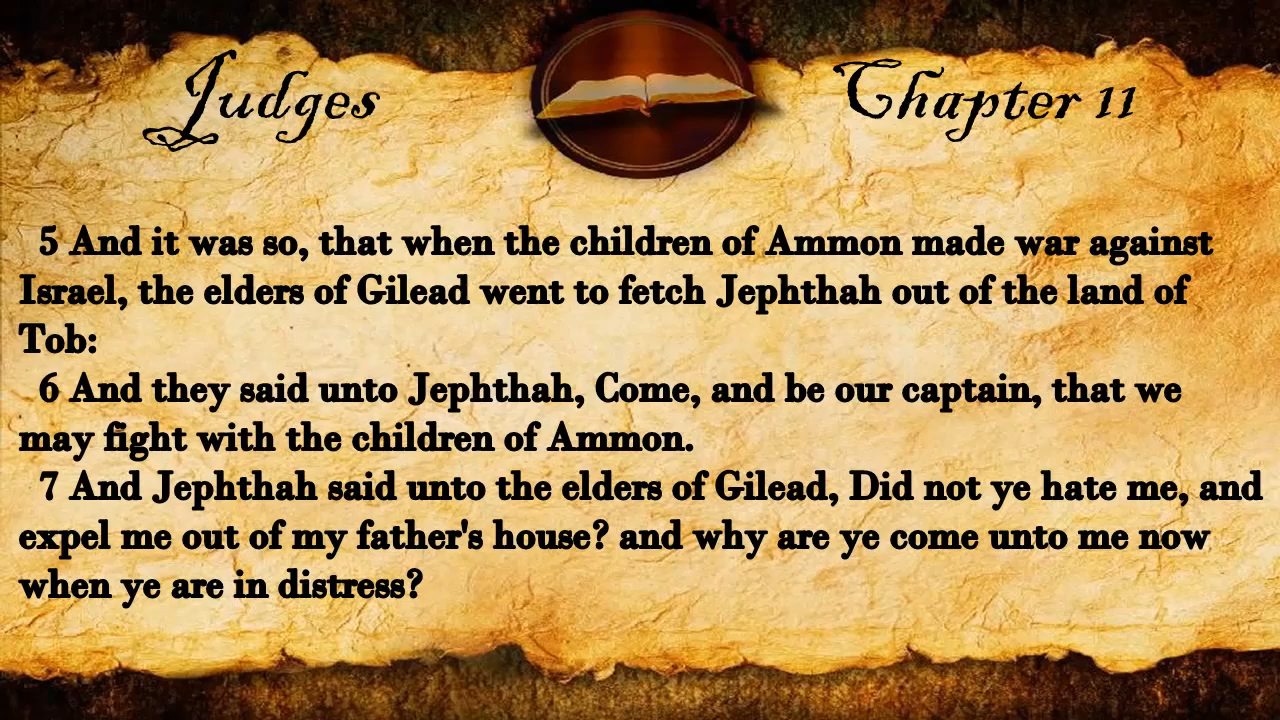 Judges
Chapter 11
5 And it was so, that when the children of Ammon made war against
Israel, the elders of Gilead went to fetch Jephthah out of the land of
Tob:
6 And they said unto Jephthah, Come, and be our captain, that we
may fight with the children of Ammon.
7 And Jephthah said unto the elders of Gilead, Did not ye hate me, and
expel me out of my father's house? and why are ye come unto me now
when ye are in distress?